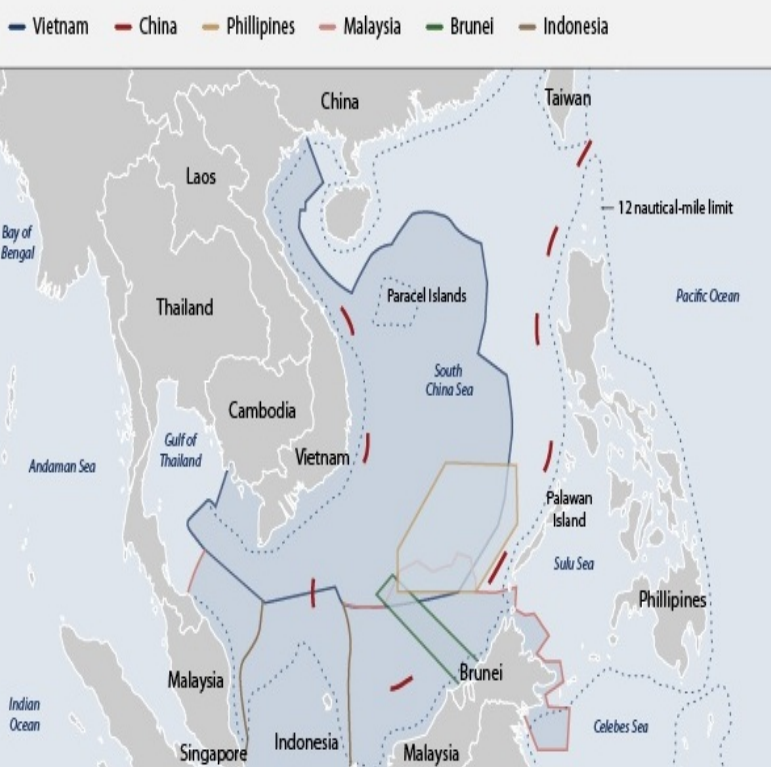 Vietnam
China
Phillipines
Malaysia
Brunei
Indonesia
China
Taiwan
Laos
12 nautical-mile limit
Bay of
Bengal
Paracel Islands
Pacific Ocean
Thailand
South
China Sea
Cambodia
Gulf of
Thailand
Vietnam
Andaman Sea
Palawan
Island
Sulu Sea
Phillipines
Malaysia
Brunei
Indian
Ocean
Celebes Sea
Singapore
Indonesia
Malaysia